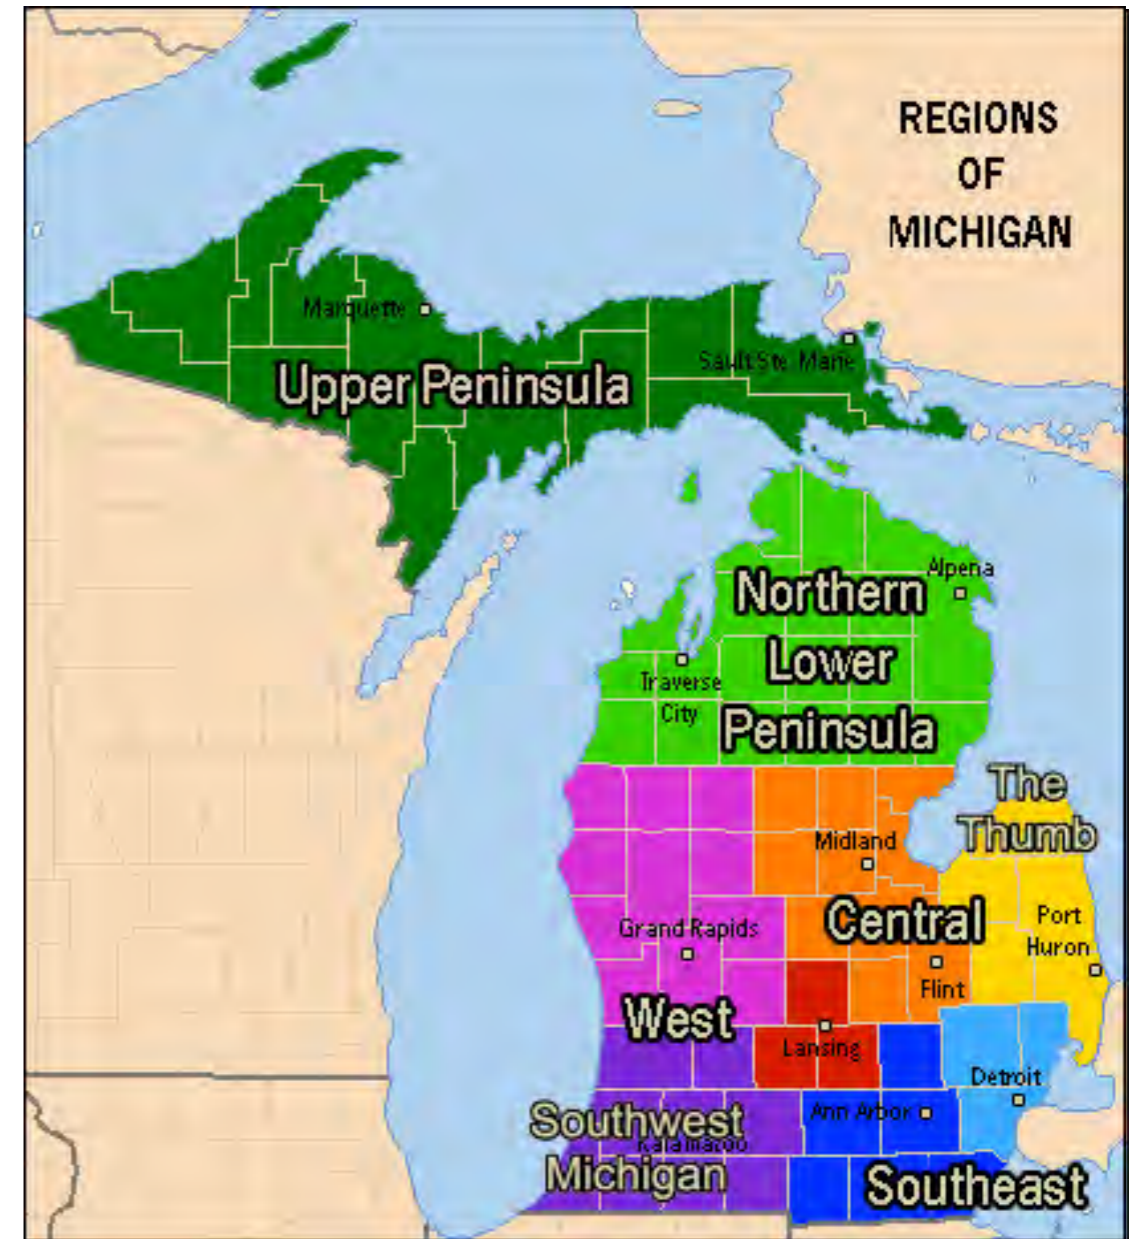 REGIONS
OF
MICHIGAN
Marquette
Sault Ste. Marie
Upper Peninsula
Alpena
Northern
Lower
Traverse
City
Peninsula
The
Thumb
Midland
Central
Port
Huron
Grand Rapids
Flint
West
Lansing
Detroit
Ann Arbor
Southwest
Kalamazoo
Michigan
Southeast